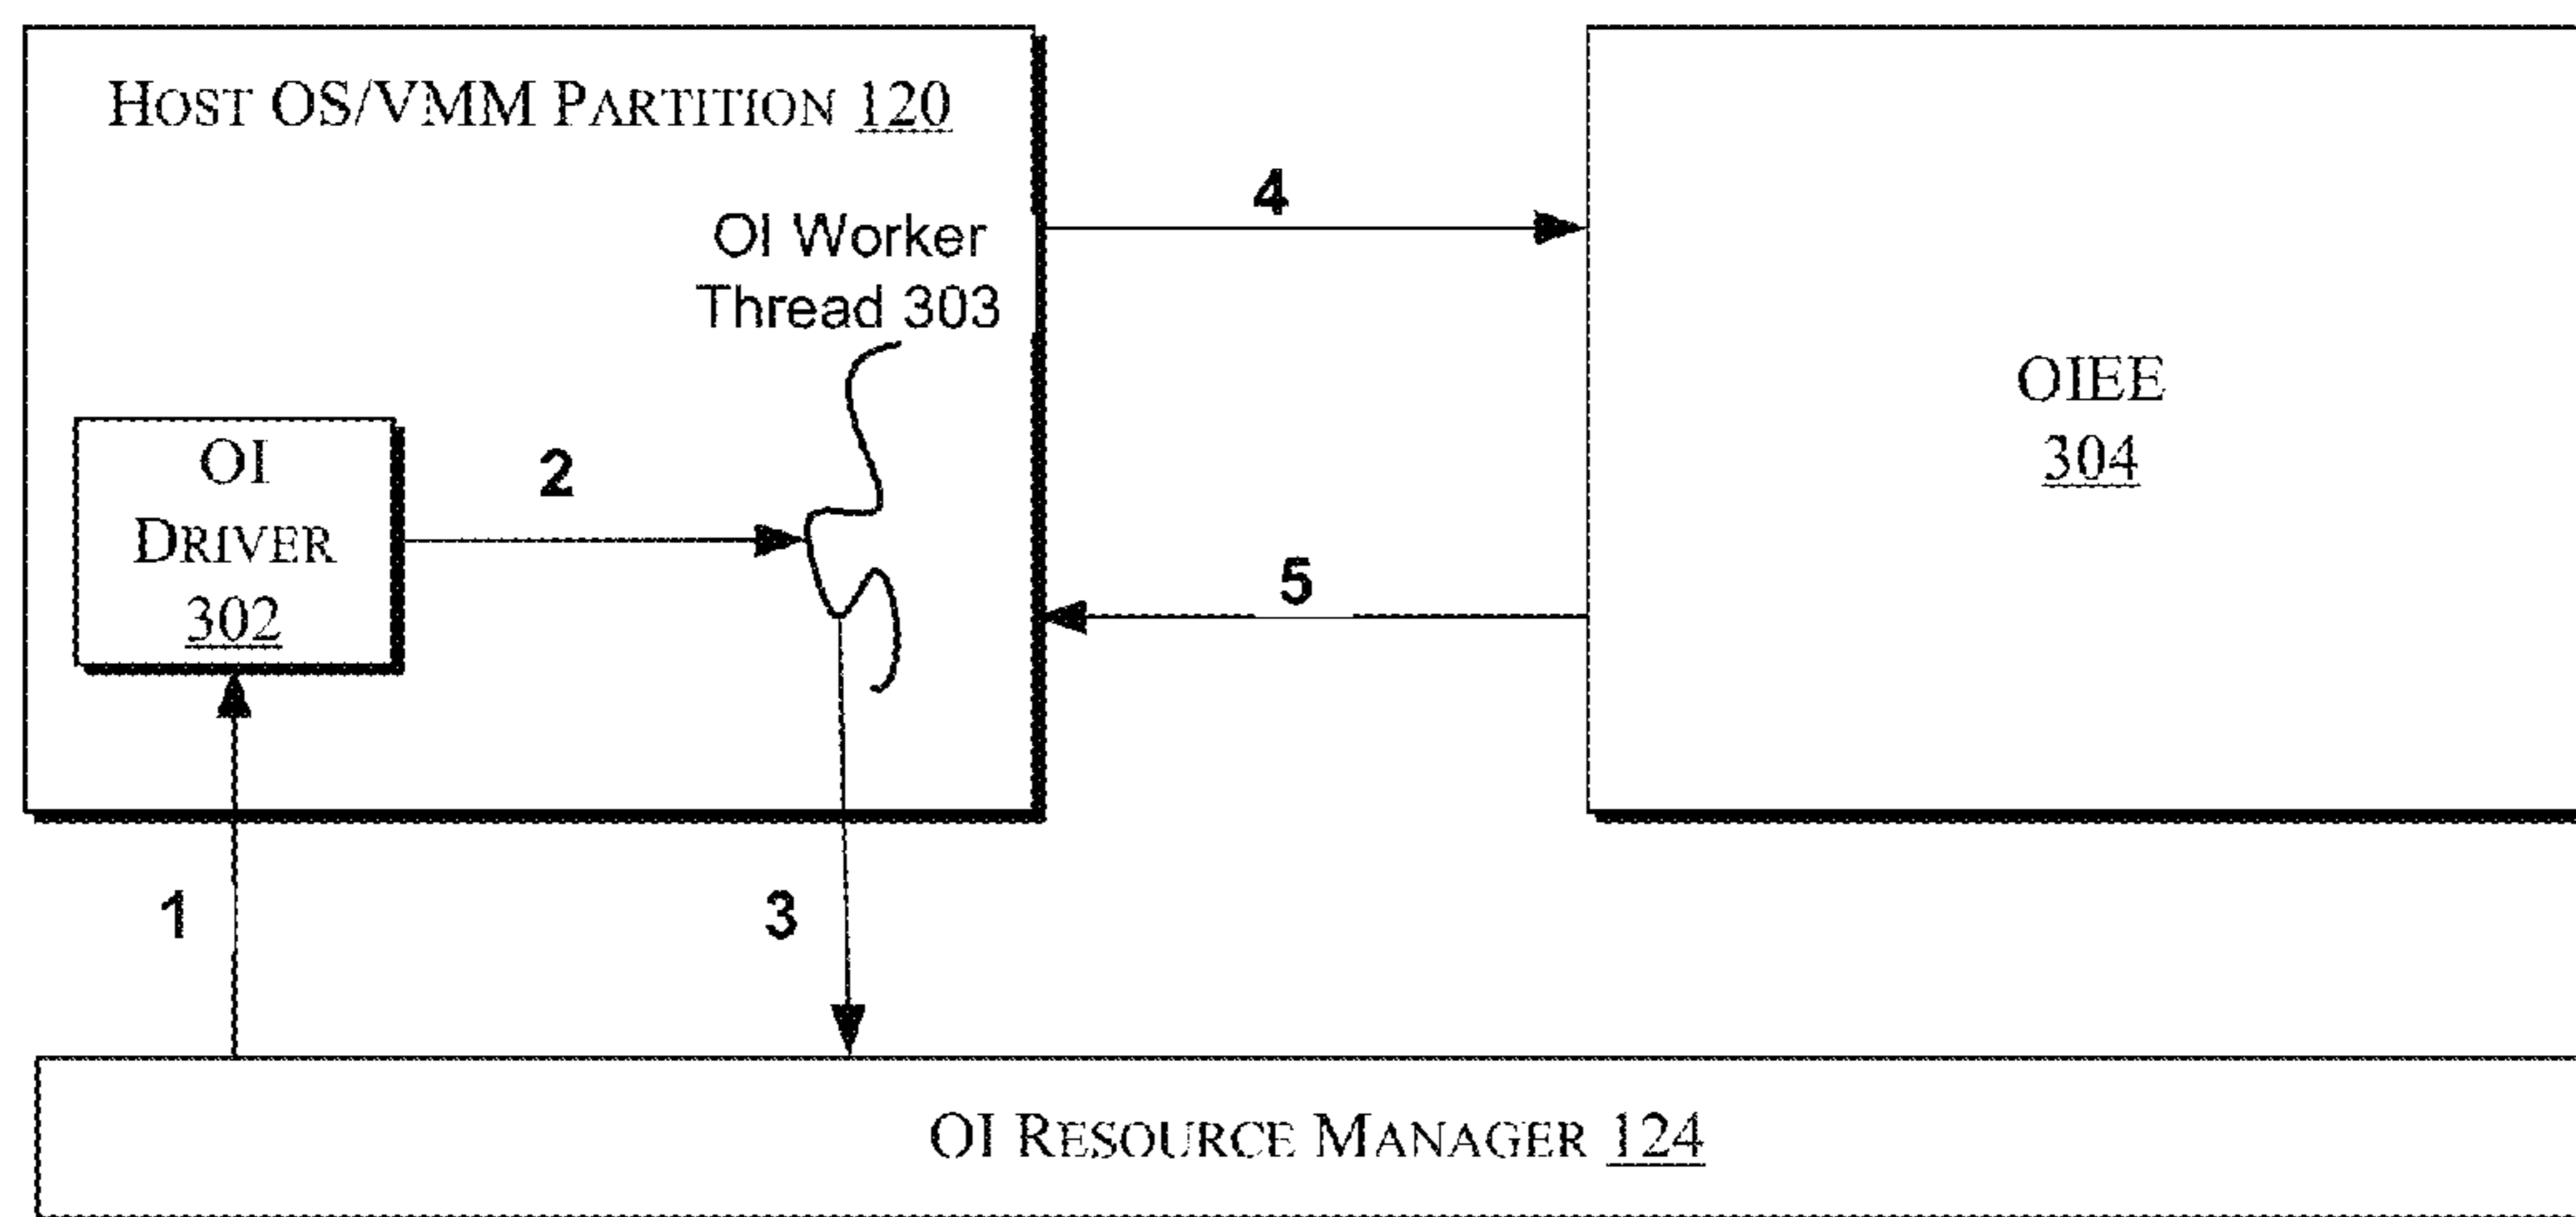 HOST OS/VMM PARTITION 120
OI Worker
Thread 303
4
OIEE
304
OI
DRIVER
302
2
5
1
3
OI RESOURCE MANAGER 124